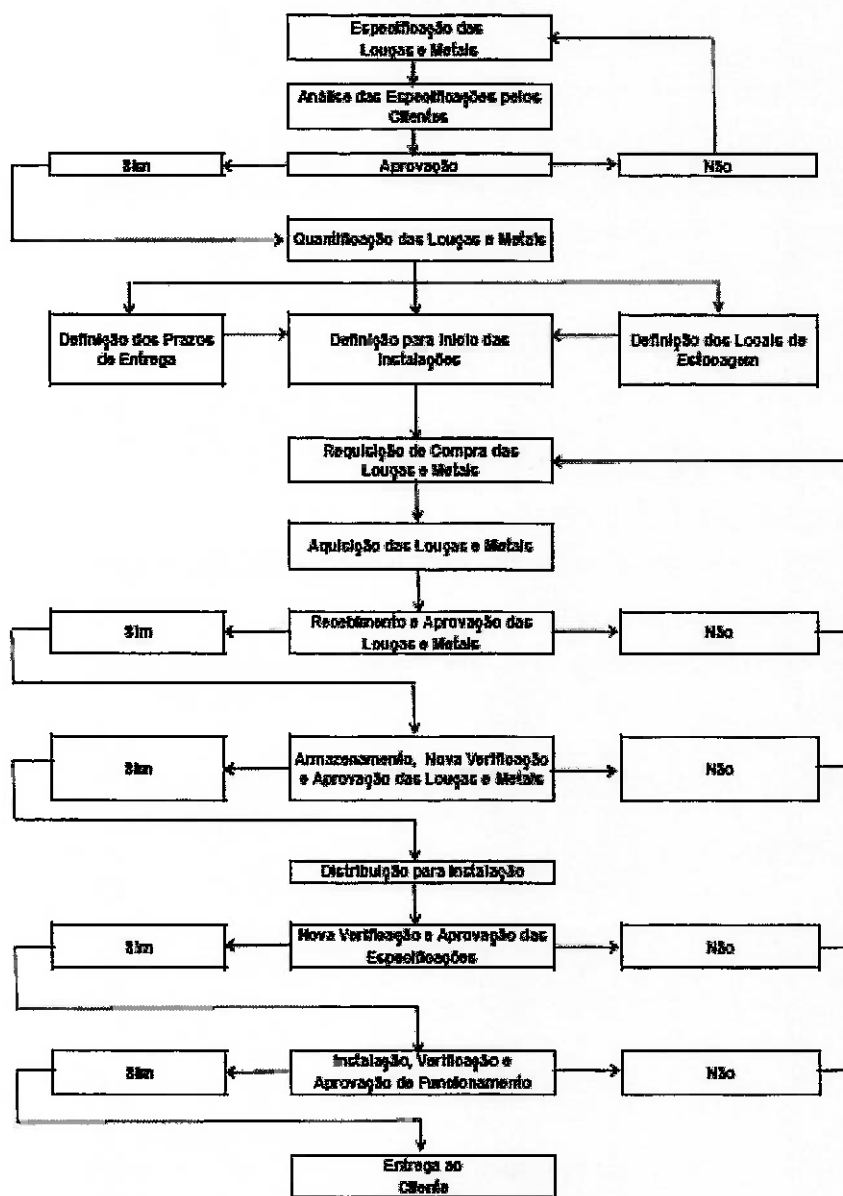 Especificação das
Louças e Metais
Análise das Especificações pelos
Clientes
Sim
Aprovação
Não
Quantificação das Louças e Metais
Definição dos Prazos
de Entrega
Definição para Início das
Instalações
Definição dos Locais de
Estocagem
Requisição de Compra das
Louças e Metais
Aquisição das Louças e Metais
Sim
Recebimento e Aprovação das
Louças e Metais
Não
Sim
Armazenamento, Nova Verificação
e Aprovação das Louças e Metais
Não
Distribuição para Instalação
Sim
Nova Verificação e Aprovação das
Especificações
Não
Sim
Instalação, Verificação e
Aprovação de Funcionamento
Não
Entrega ao
Cliente